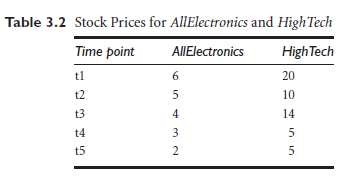 Table 3.2 Stock Prices for AllElectronics and HighTech
Time point AllElectronics HighTech
t1 6 20
t2 5 10
t3 4 14
t4 3 5
t5 2 5